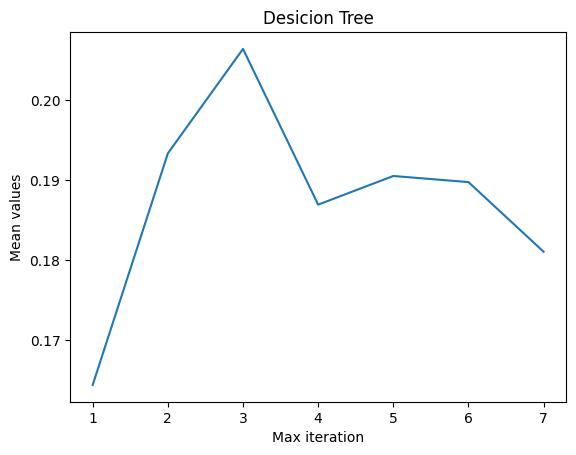 Desicion Tree
Mean values
0.20
0.19
0.18
0.17
1 2 3 4 5 6 7
Max iteration